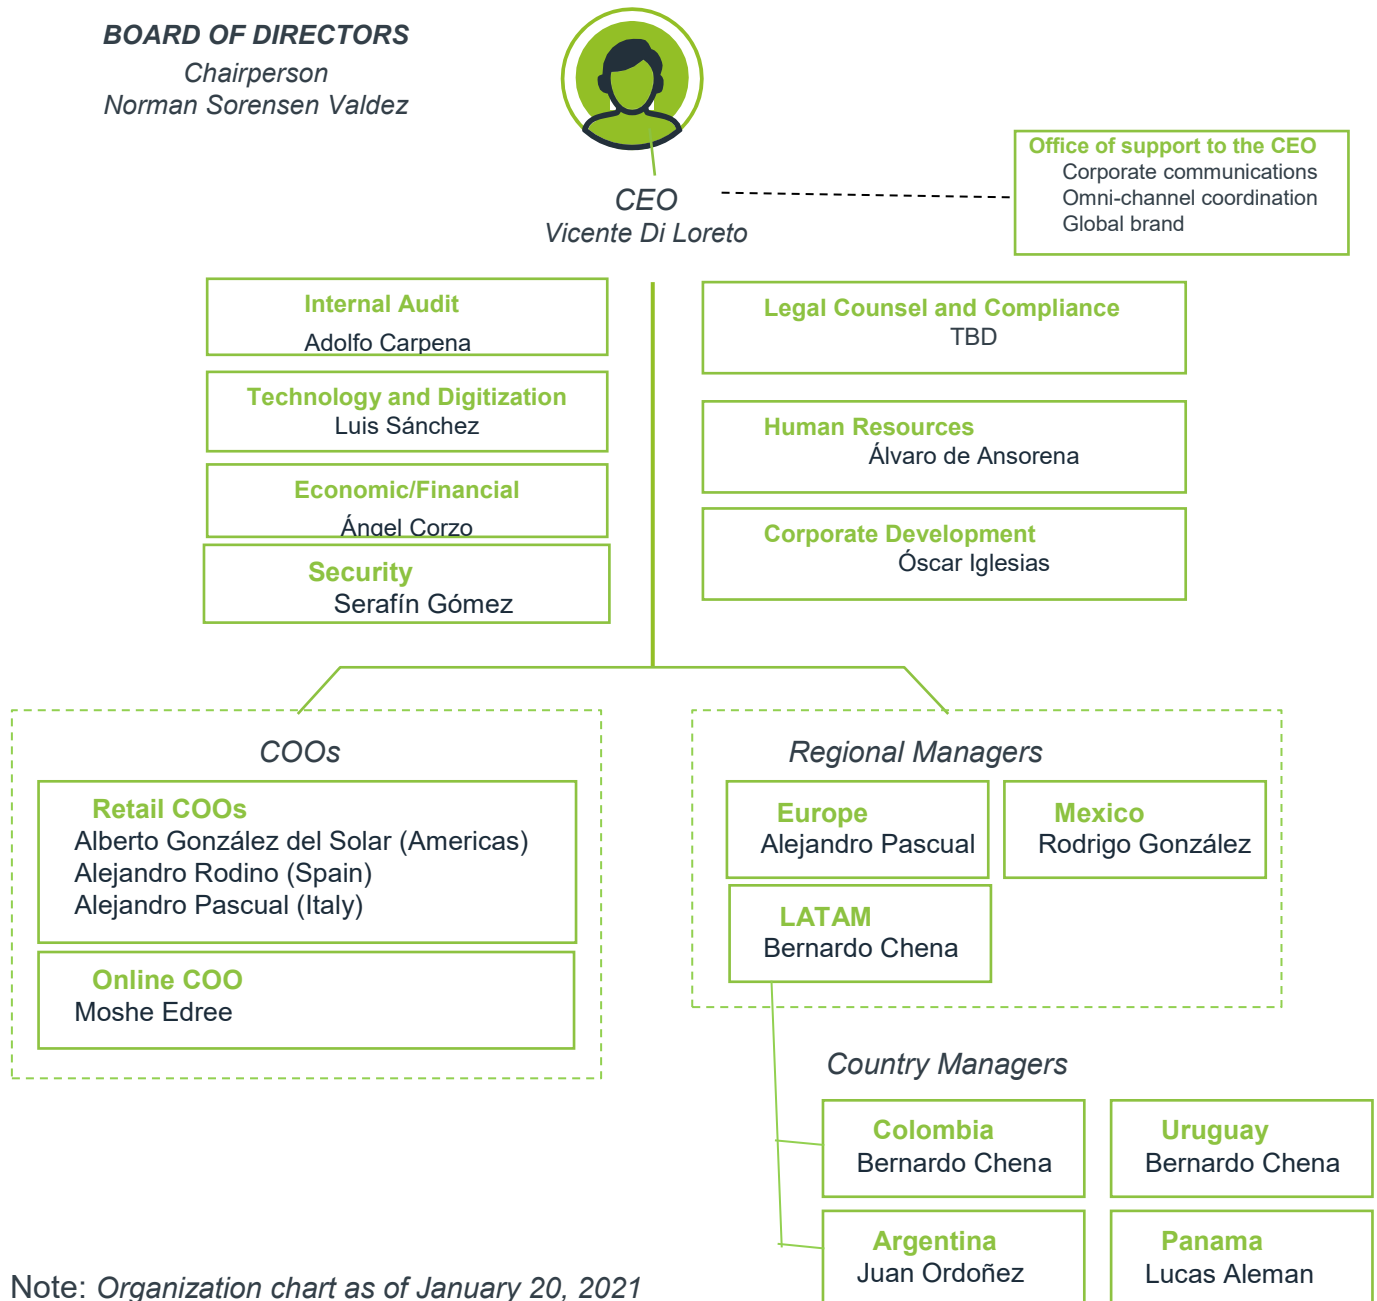 BOARD OF DIRECTORS
Chairperson
Norman Sorensen Valdez
CEO
Vicente Di Loreto
Office of support to the CEO
Corporate communications
Omni-channel coordination
Global brand
Internal Audit
Adolfo Carpena
Technology and Digitization
Luis Sánchez
Economic/Financial
Ángel Corzo
Security
Serafín Gómez
Legal Counsel and Compliance
TBD
Human Resources
Álvaro de Ansorena
Corporate Development
Óscar Iglesias
COOs
Retail COOs
Alberto González del Solar (Americas)
Alejandro Rodino (Spain)
Alejandro Pascual (Italy)
Online COO
Moshe Edree
Regional Managers
Europe
Alejandro Pascual
Mexico
Rodrigo González
LATAM
Bernardo Chena
Country Managers
Colombia
Bernardo Chena
Uruguay
Bernardo Chena
Argentina
Juan Ordoñez
Panama
Lucas Aleman
Note: Organization chart as of January 20, 2021